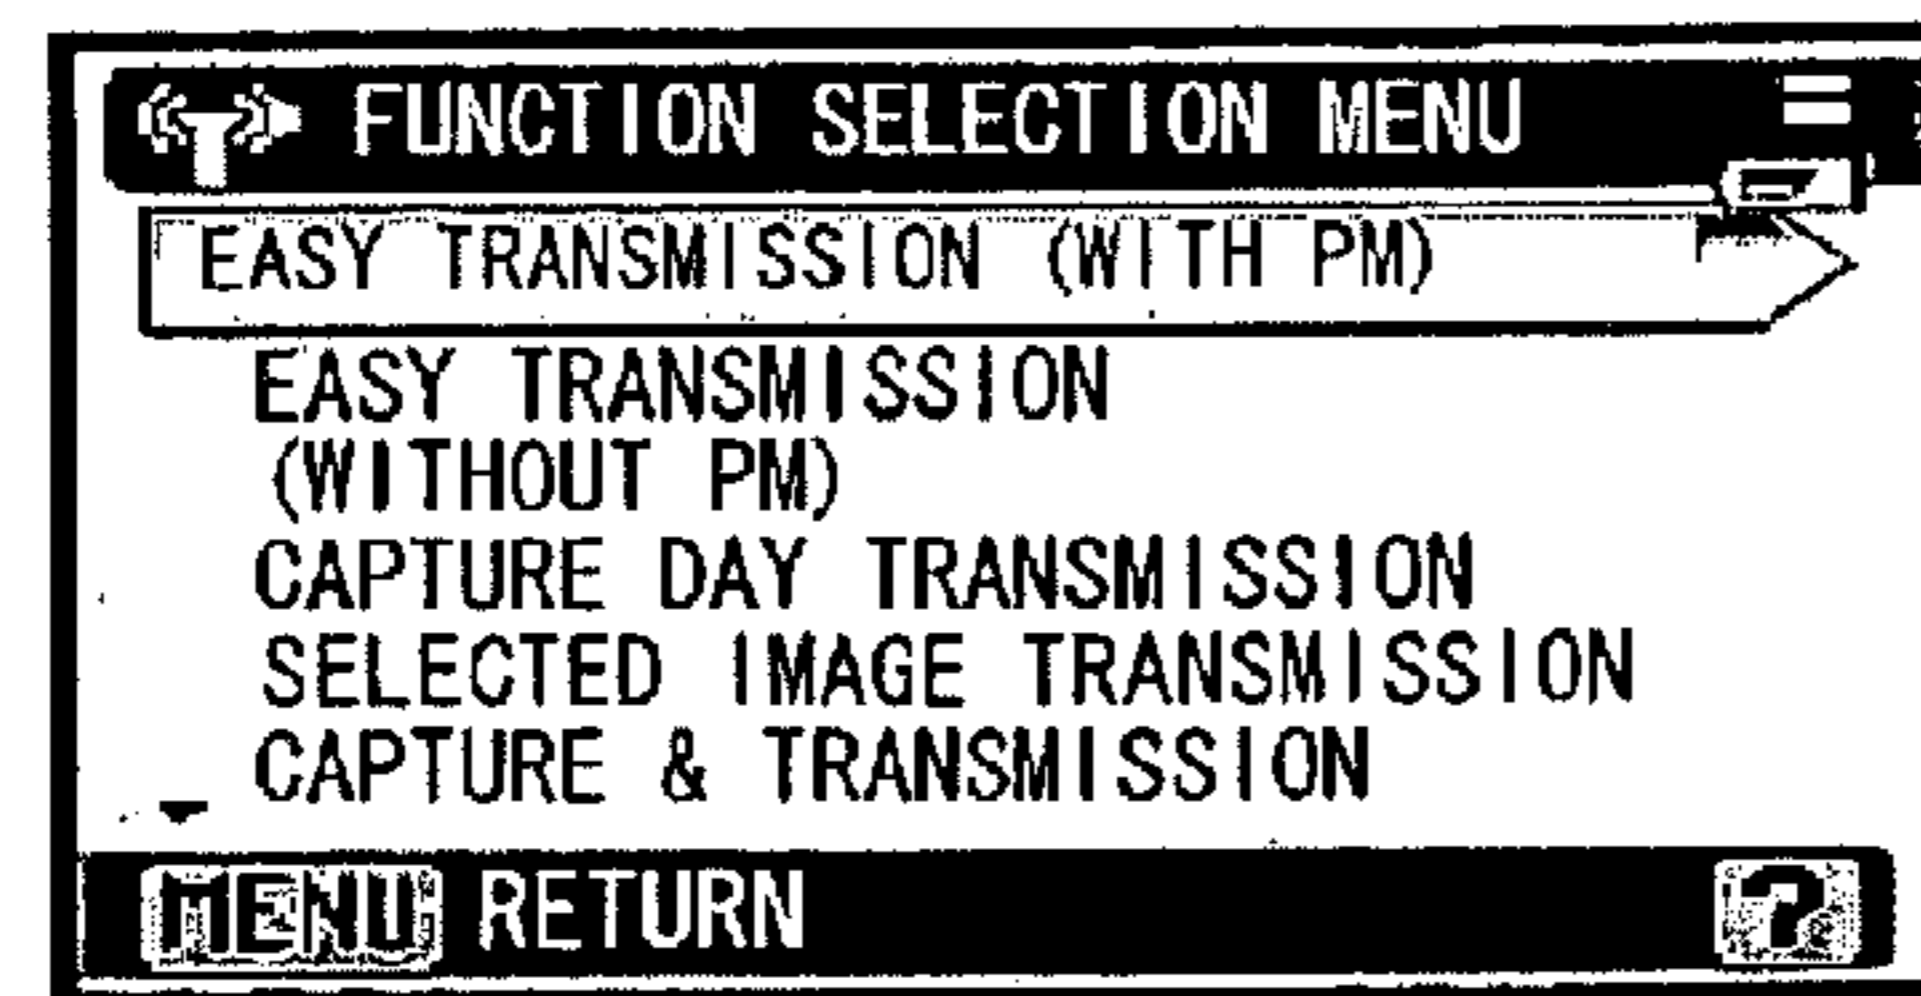 FUNCTION SELECTION MENU
EASY TRANSMISSION (WITH PM)
EASY TRANSMISSION
(WITHOUT PM)
CAPTURE DAY TRANSMISSION
SELECTED IMAGE TRANSMISSION
CAPTURE & TRANSMISSION
MENU RETURN ?